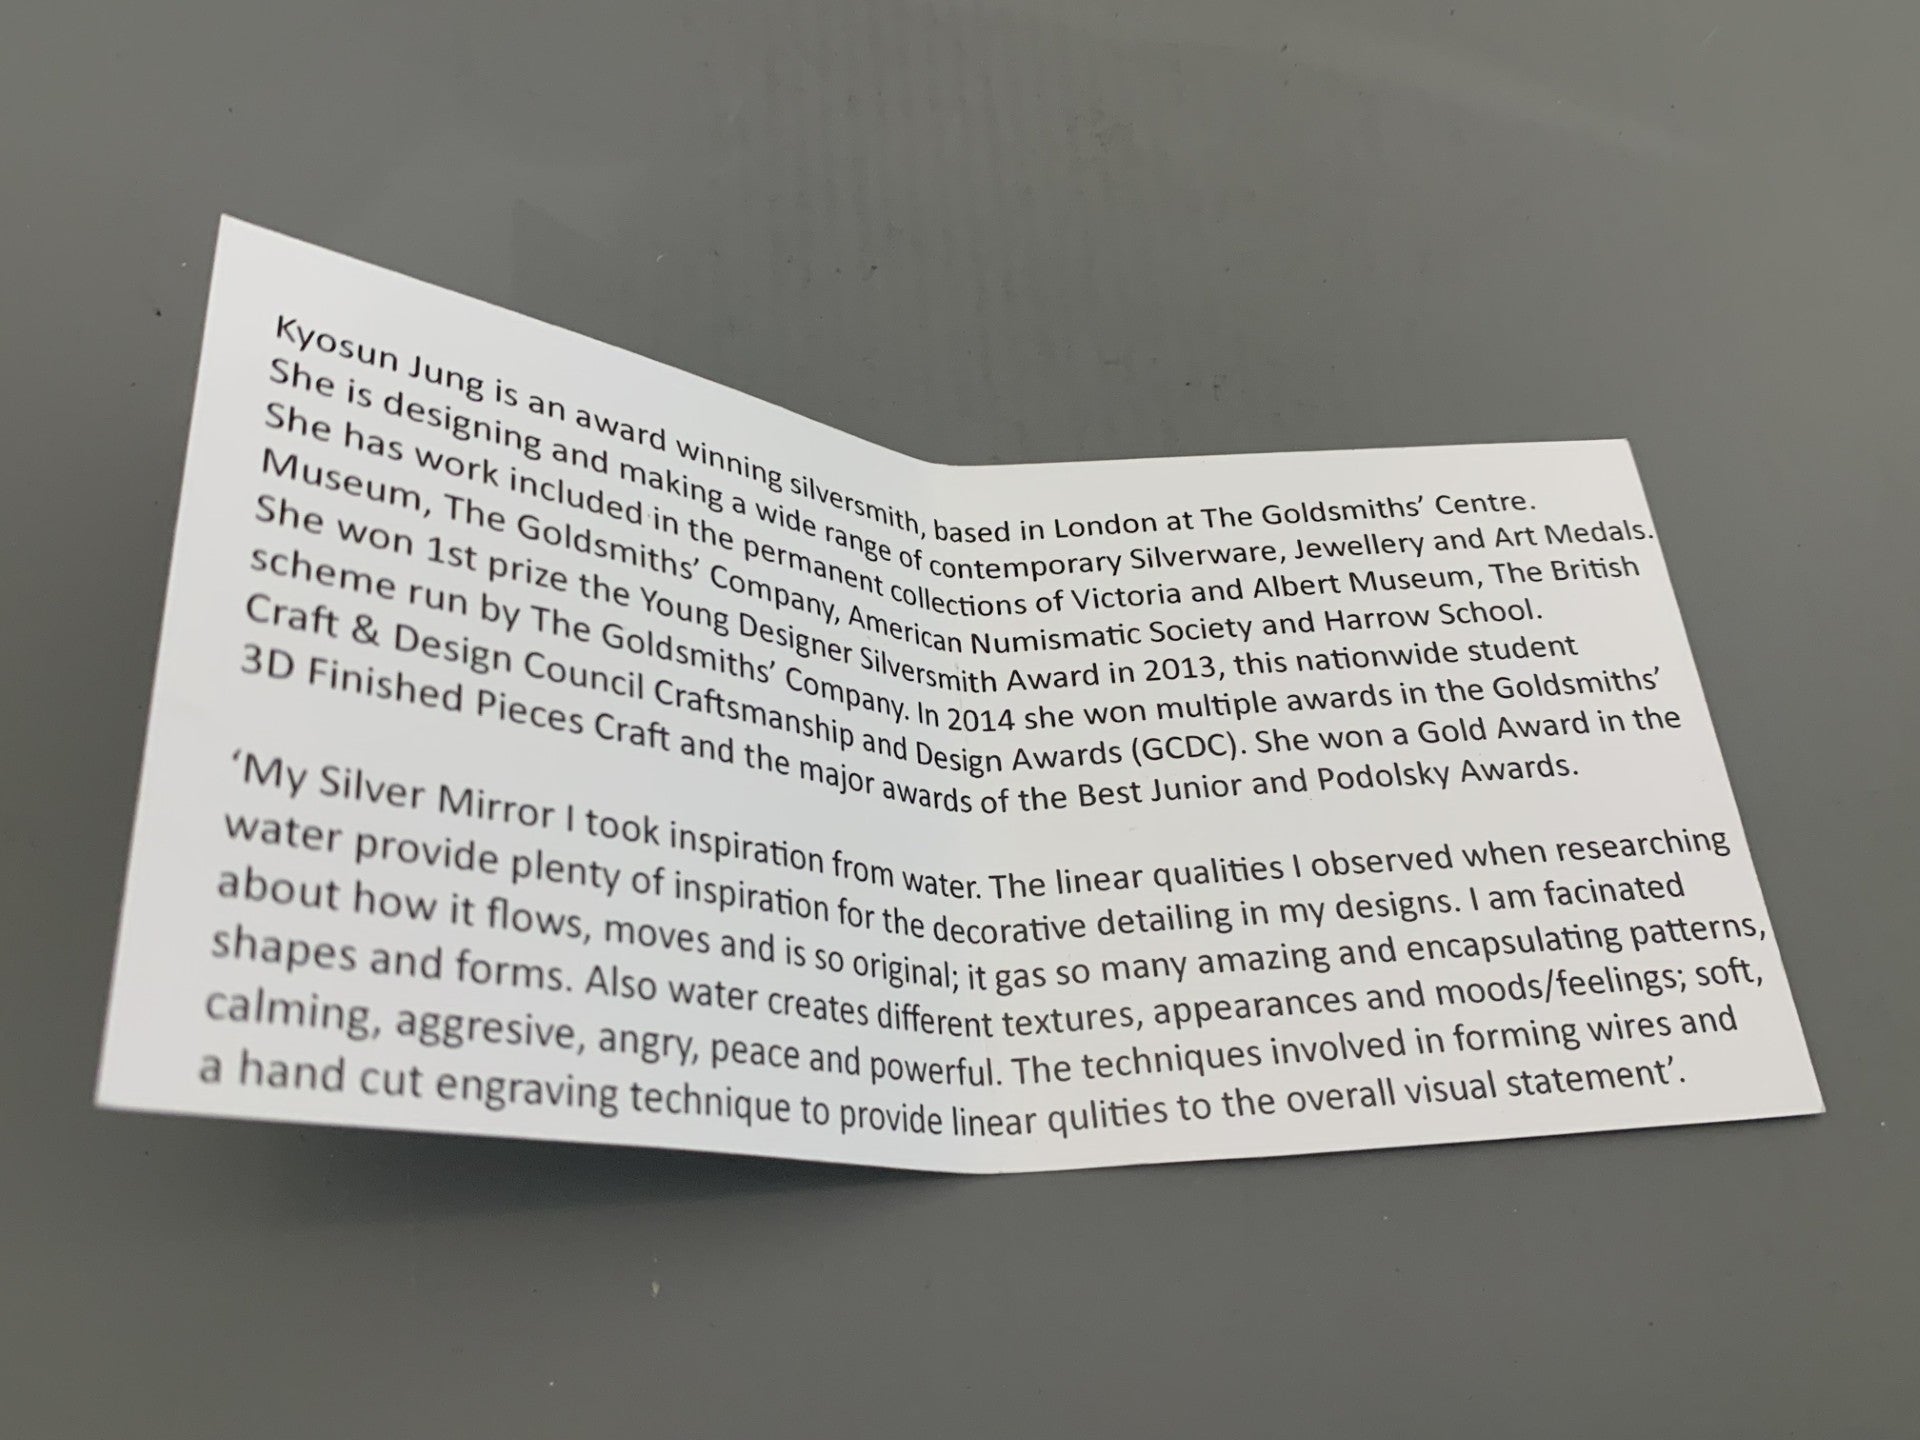 Kyosun Jung is an award winning silversmith, based in London at The Goldsmiths’ Centre.
She is designing and making a wide range of contemporary Silverware, Jewellery and Art Medals.
She has work included in the permanent collections of Victoria and Albert Museum, The British
Museum, The Goldsmiths’ Company, American Numismatic Society and Harrow School.
She won 1st prize the Young Designer Silversmith Award in 2013, this nationwide student
scheme run by The Goldsmiths’ Company. In 2014 she won multiple awards in the Goldsmiths’
Craft & Design Council Craftsmanship and Design Awards (GCDC). She won a Gold Award in the
3D Finished Pieces Craft and the major awards of the Best Junior and Podolsky Awards.
‘My Silver Mirror I took inspiration from water. The linear qualities I observed when researching
water provide plenty of inspiration for the decorative detailing in my designs. I am facinated
about how it flows, moves and is so original; it gas so many amazing and encapsulating patterns,
shapes and forms. Also water creates different textures, appearances and moods/feelings; soft,
calming, aggresive, angry, peace and powerful. The techniques involved in forming wires and
a hand cut engraving technique to provide linear qulities to the overall visual statement’.